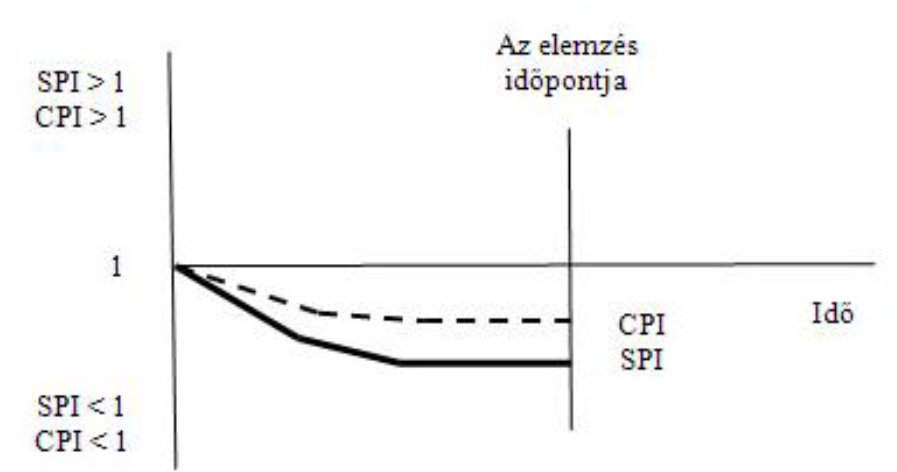 Az elemzés
időpontja
SPI > 1
CPI > 1
1
Idő
CPI
SPI
SPI < 1
CPI < 1